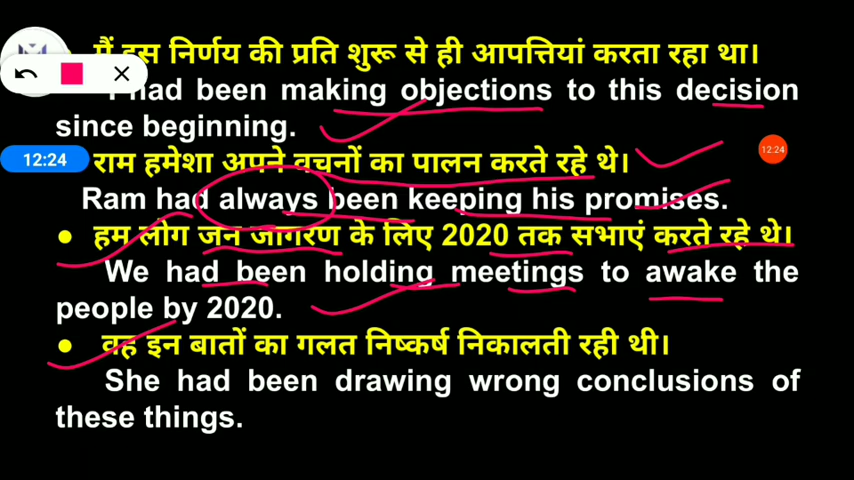 मैं इस निर्णय की प्रति शुरू से ही आपत्तियां करता रहा था।
I had been making objections to this decision
since beginning.
12:24 राम हमेशा अपने वचनों का पालन करते रहे थे। 12:24
Ram had always been keeping his promises.
• हम लोग जन जागरण के लिए 2020 तक सभाएं करते रहे थे।
We had been holding meetings to awake the
people by 2020.
• वह इन बातों का गलत निष्कर्ष निकालती रही थी।
She had been drawing wrong conclusions of
these things.